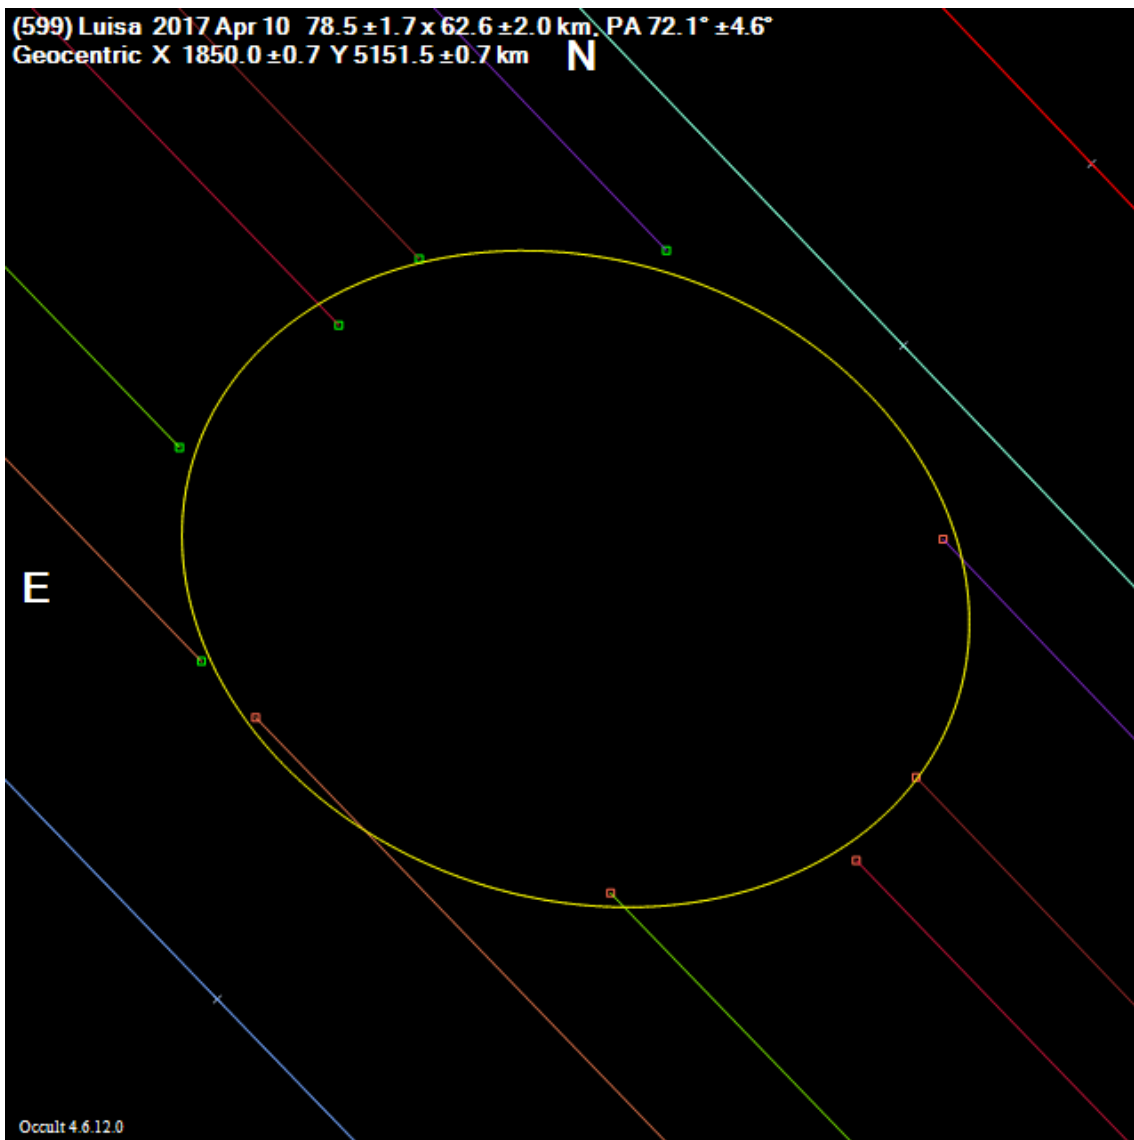 (599) Luisa 2017 Apr 10 78.5 ±1.7 x 62.6 ±2.0 km, PA 72.1° ±4.6°
Geocentric X 1850.0 ±0.7 Y 5151.5 ±0.7 km
N
E
Occult 4.6.12.0